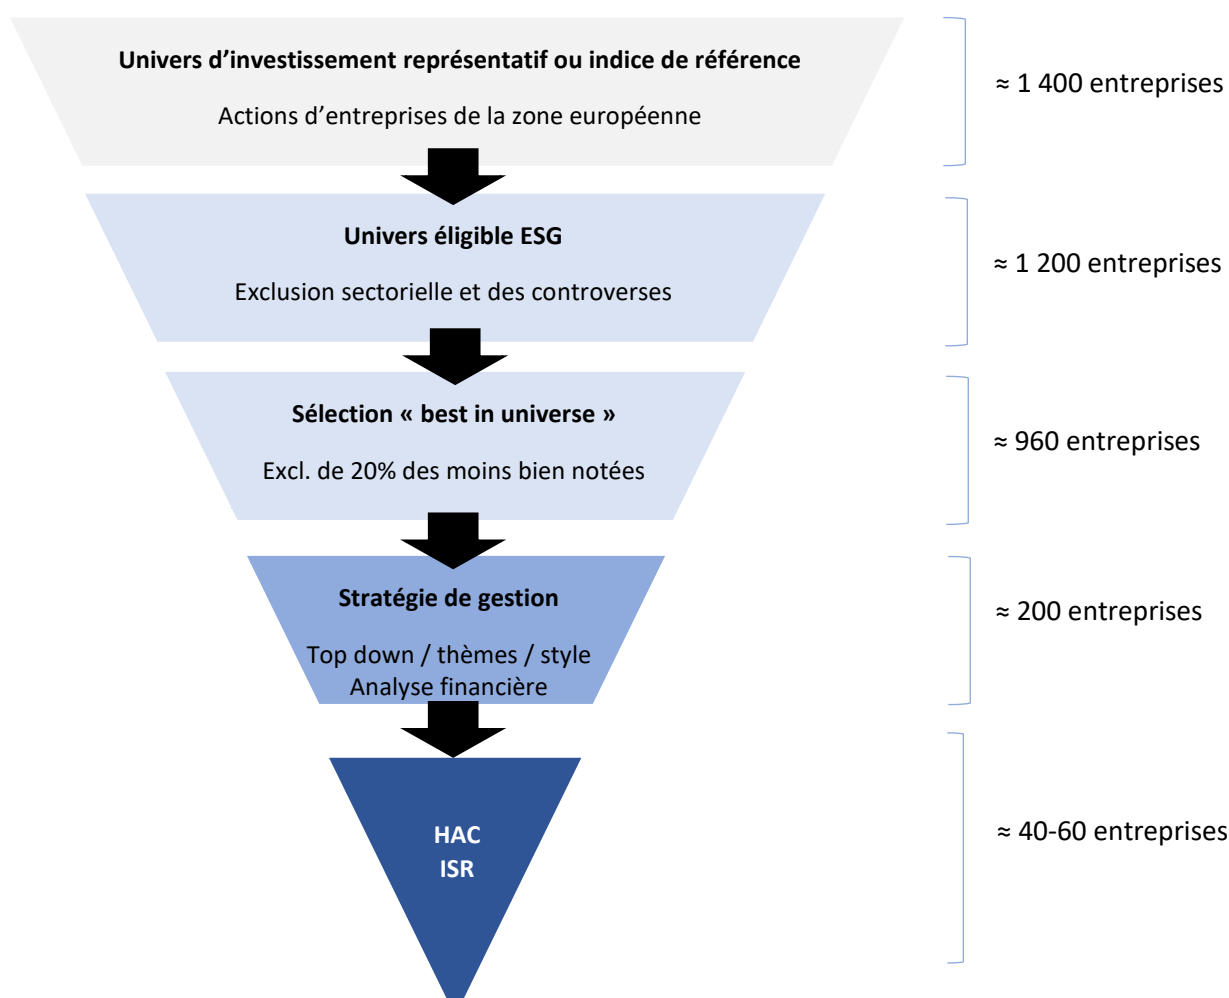 Univers d’investissement représentatif ou indice de référence
Actions d’entreprises de la zone européenne
≈ 1 400 entreprises
Univers éligible ESG
Exclusion sectorielle et des controverses
≈ 1 200 entreprises
Sélection « best in universe »
Excl. de 20% des moins bien notées
≈ 960 entreprises
Stratégie de gestion
Top down / thèmes / style
Analyse financière
≈ 200 entreprises
HAC
ISR
≈ 40-60 entreprises